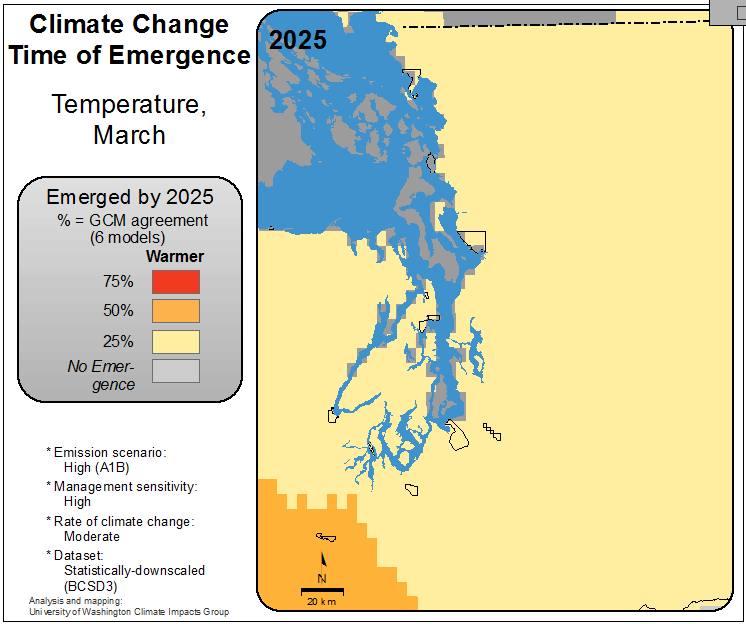 Climate Change
Time of Emergence
Temperature,
March
Emerged by 2025
% = GCM agreement
(6 models)
Warmer
75%
50%
25%
No Emer-
gence
* Emission scenario:
High (A1B)
* Management sensitivity:
High
* Rate of climate change:
Moderate
* Dataset:
Statistically-downscaled
(BCSD3)
Analysis and mapping:
University of Washington Climate Impacts Group
2025
N
20 km